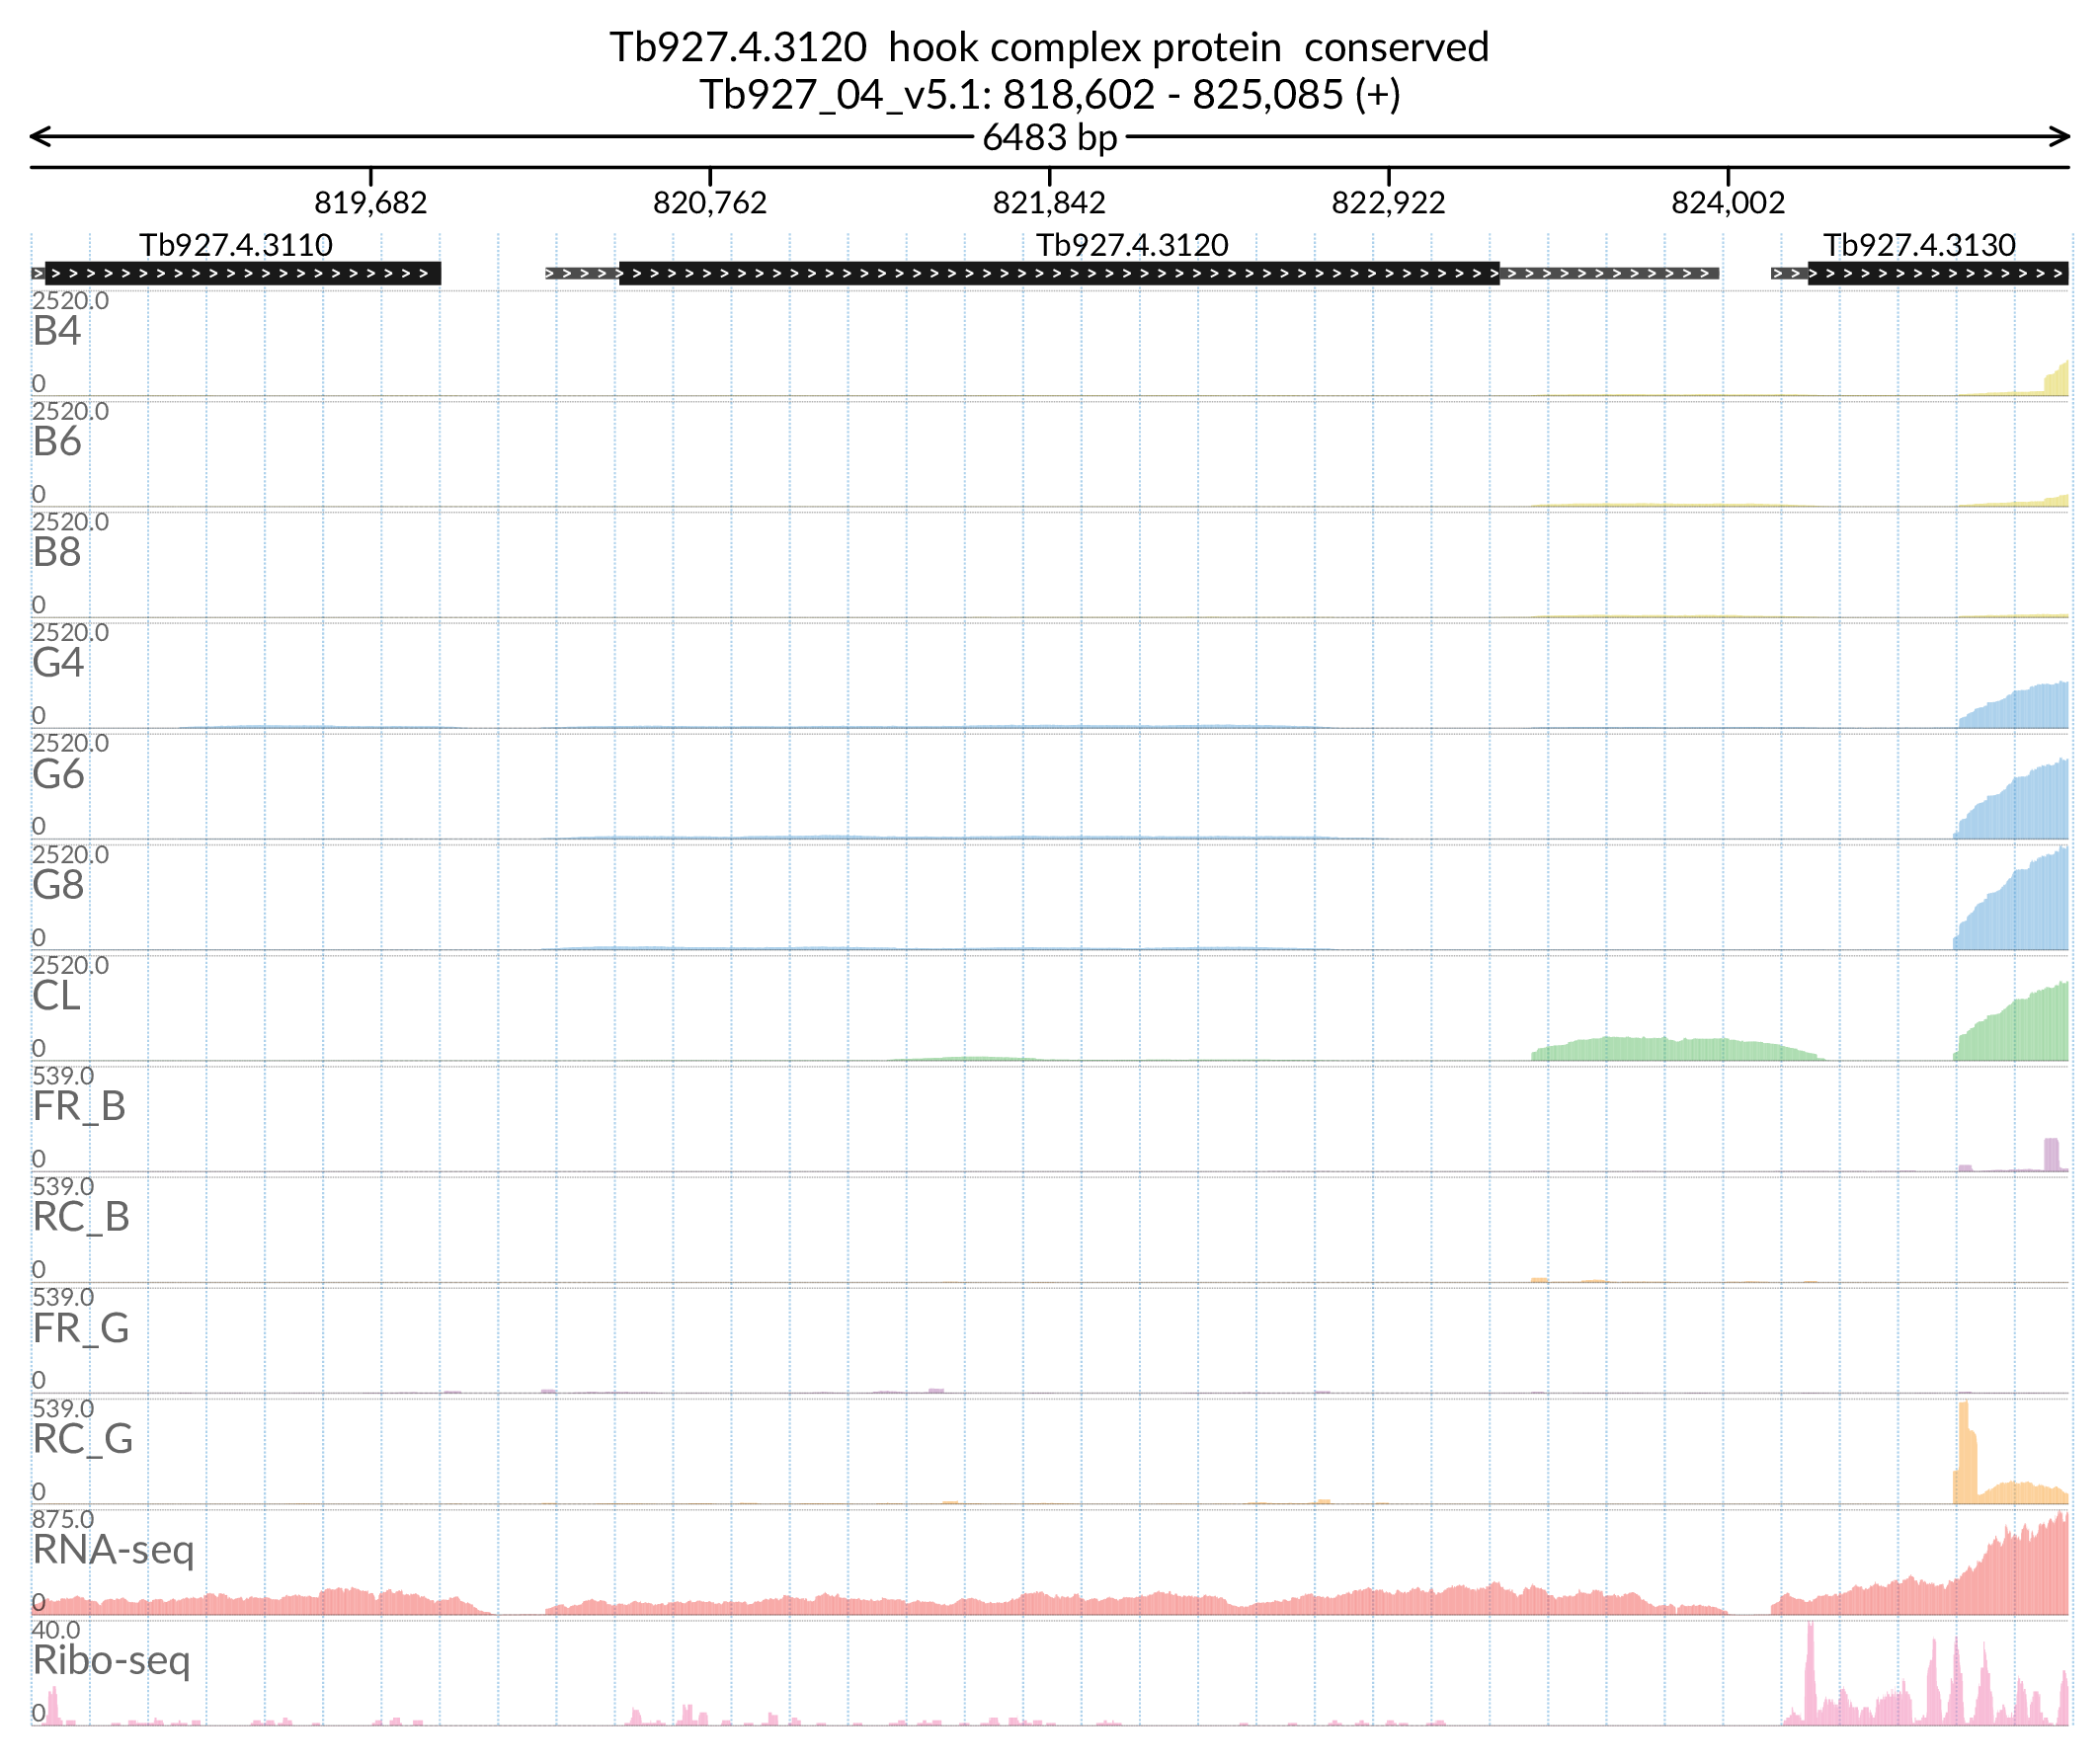 Tb927.4.3120  hook complex protein  conserved
Tb927_04_v5.1: 818,602 - 825,085 (+)
6483 bp
819,682 820,762 821,842 822,922 824,002
Tb927.4.3110 Tb927.4.3120 Tb927.4.3130
2520.0
B4
0
2520.0
B6
0
2520.0
B8
0
2520.0
G4
0
2520.0
G6
0
2520.0
G8
0
2520.0
CL
0
539.0
FR_B
0
539.0
RC_B
0
539.0
FR_G
0
539.0
RC_G
0
875.0
RNA-seq
0
40.0
Ribo-seq
0